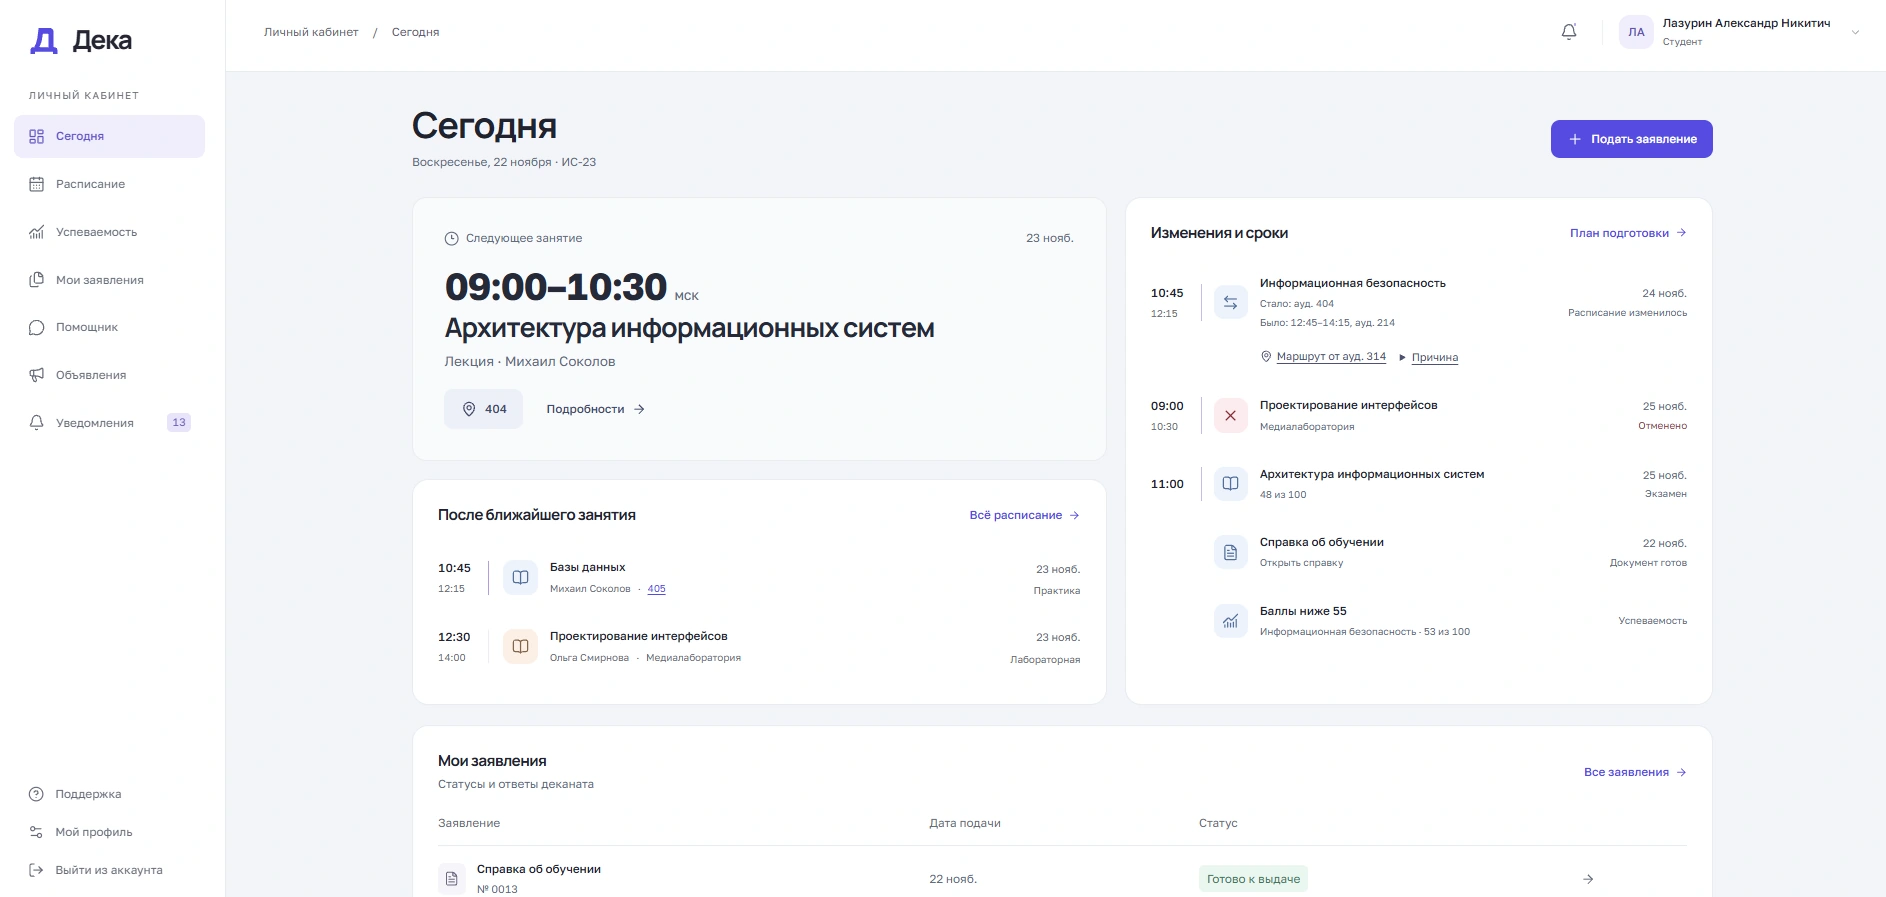 Дека
ЛИЧНЫЙ КАБИНЕТ
Сегодня
Расписание
Успеваемость
Мои заявления
Помощник
Объявления
Уведомления 13
Поддержка
Мой профиль
Выйти из аккаунта
Личный кабинет / Сегодня
ЛА
Лазурин Александр Никитич
Студент
Сегодня
Воскресенье, 22 ноября · ИС-23
Подать заявление
Следующее занятие 23 нояб.
09:00–10:30 МСК
Архитектура информационных систем
Лекция · Михаил Соколов
404 Подробности
После ближайшего занятия Всё расписание
10:45 Базы данных 23 нояб.
12:15 Михаил Соколов · 405 Практика
12:30 Проектирование интерфейсов 23 нояб.
14:00 Ольга Смирнова · Медиалаборатория Лабораторная
Изменения и сроки План подготовки
Информационная безопасность
10:45 24 нояб.
Стало: ауд. 404
12:15 Расписание изменилось
Было: 12:45–14:15, ауд. 214
Маршрут от ауд. 314 Причина
09:00 Проектирование интерфейсов 25 нояб.
10:30 Медиалаборатория Отменено
11:00 Архитектура информационных систем 25 нояб.
48 из 100 Экзамен
Справка об обучении 22 нояб.
Открыть справку Документ готов
Баллы ниже 55
Успеваемость
Информационная безопасность · 53 из 100
Мои заявления
Статусы и ответы деканата
Все заявления
Заявление Дата подачи Статус
Справка об обучении
№ 0013
22 нояб. Готово к выдаче